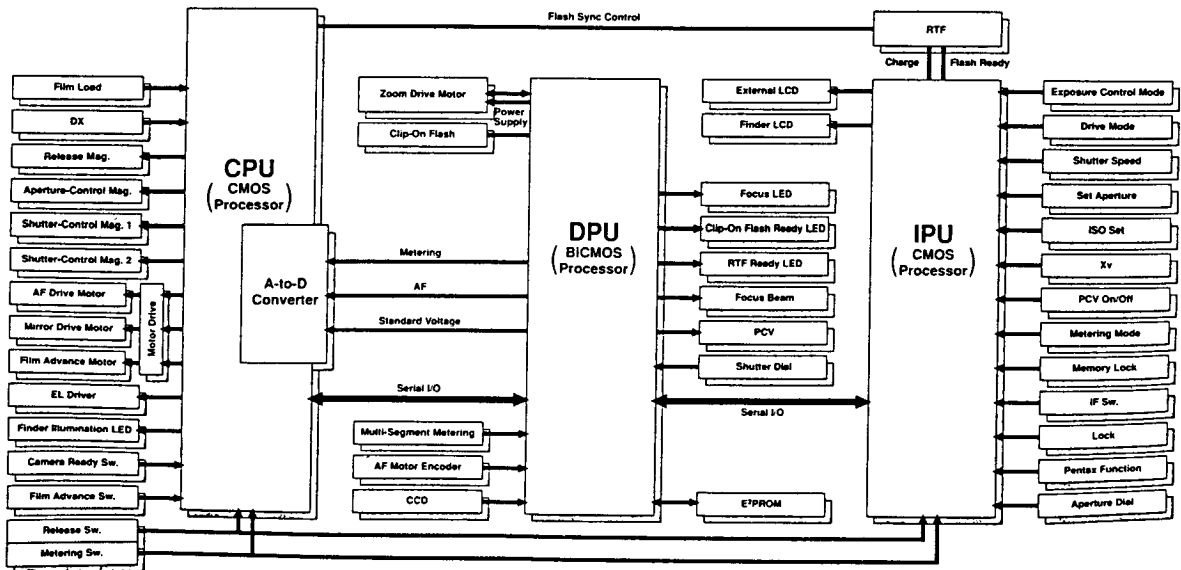 Flash Sync Control
RTF
Charge
Flash Ready
Film Load
DX
Release Mag.
Aperture-Control Mag.
Shutter-Control Mag. 1
Shutter-Control Mag. 2
AF Drive Motor
Mirror Drive Motor
Film Advance Motor
Motor Drive
EL Driver
Finder Illumination LED
Camera Ready Sw.
Film Advance Sw.
Release Sw.
Metering Sw.
CPU
(CMOS
Processor)
A-to-D
Converter
Zoom Drive Motor
Power
Supply
Clip-On Flash
Metering
AF
Standard Voltage
Serial I/O
Multi-Segment Metering
AF Motor Encoder
CCD
DPU
(BiCMOS
Processor)
External LCD
Finder LCD
Focus LED
Clip-On Flash Ready LED
RTF Ready LED
Focus Beam
PCV
Shutter Dial
Serial I/O
E²PROM
IPU
(CMOS
Processor)
Exposure Control Mode
Drive Mode
Shutter Speed
Set Aperture
ISO Set
Xv
PCV On/Off
Metering Mode
Memory Lock
IF Sw.
Lock
Pentax Function
Aperture Dial